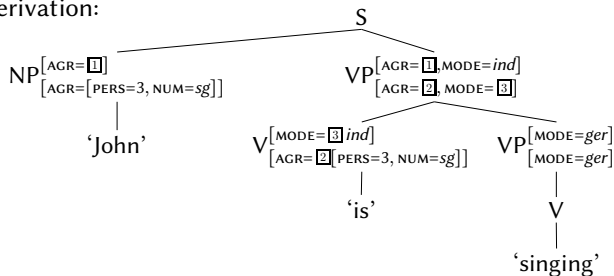 erivation:
S
NP[AGR=1] [AGR=[PERS=3, NUM=sg]]
VP[AGR=1,MODE=ind] [AGR=2, MODE=3]
‘John’
V[MODE=3 ind] [AGR=2[PERS=3, NUM=sg]]
VP[MODE=ger] [MODE=ger]
‘is’
V
‘singing’